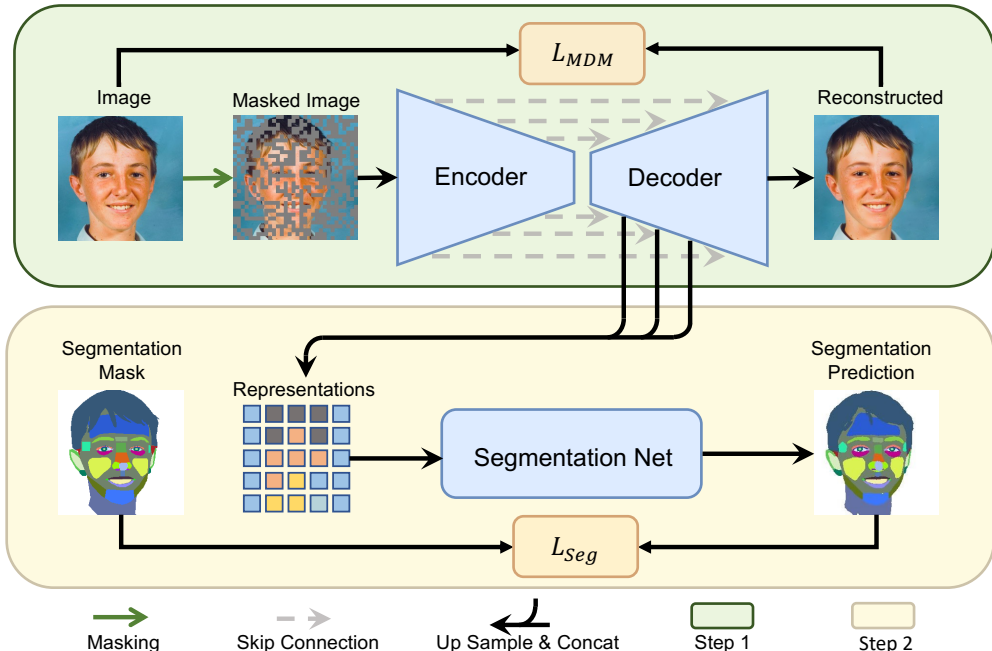 L_MDM
Image
Masked Image
Reconstructed
Encoder
Decoder
Segmentation
Mask
Segmentation
Prediction
Representations
Segmentation Net
L_Seg
Masking
Skip Connection
Up Sample & Concat
Step 1
Step 2